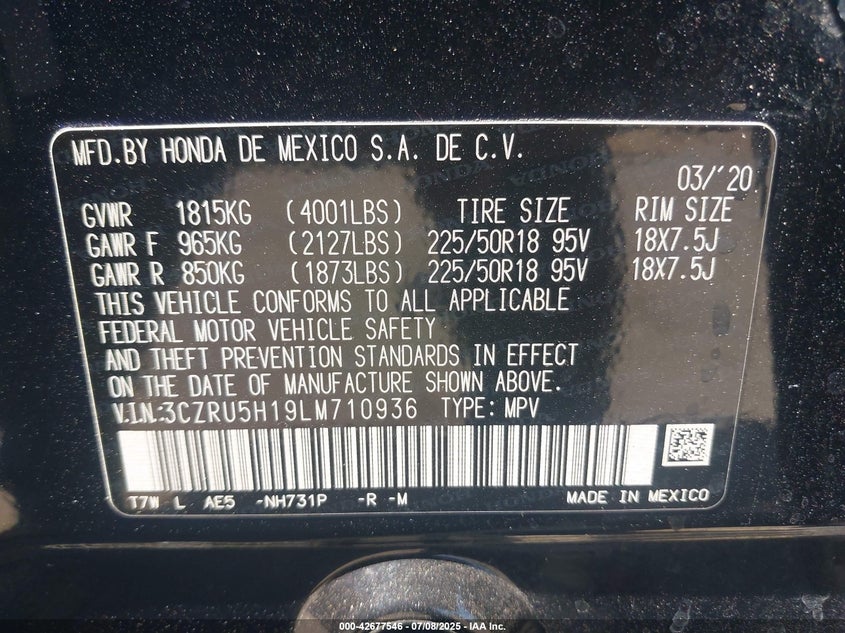 MFD.BY HONDA DE MEXICO S.A. DE C.V.
03/'20
GVWR 1815KG (4001LBS) TIRE SIZE RIM SIZE
GAWR F 965KG (2127LBS) 225/50R18 95V 18X7.5J
GAWR R 850KG (1873LBS) 225/50R18 95V 18X7.5J
THIS VEHICLE CONFORMS TO ALL APPLICABLE
FEDERAL MOTOR VEHICLE SAFETY
AND THEFT PREVENTION STANDARDS IN EFFECT
ON THE DATE OF MANUFACTURE SHOWN ABOVE.
V.I.N.:3CZRU5H19LM710936 TYPE: MPV
T7W L AE5 -NH731P -R -M MADE IN MEXICO
000-42677546 - 07/08/2025 - IAA Inc.